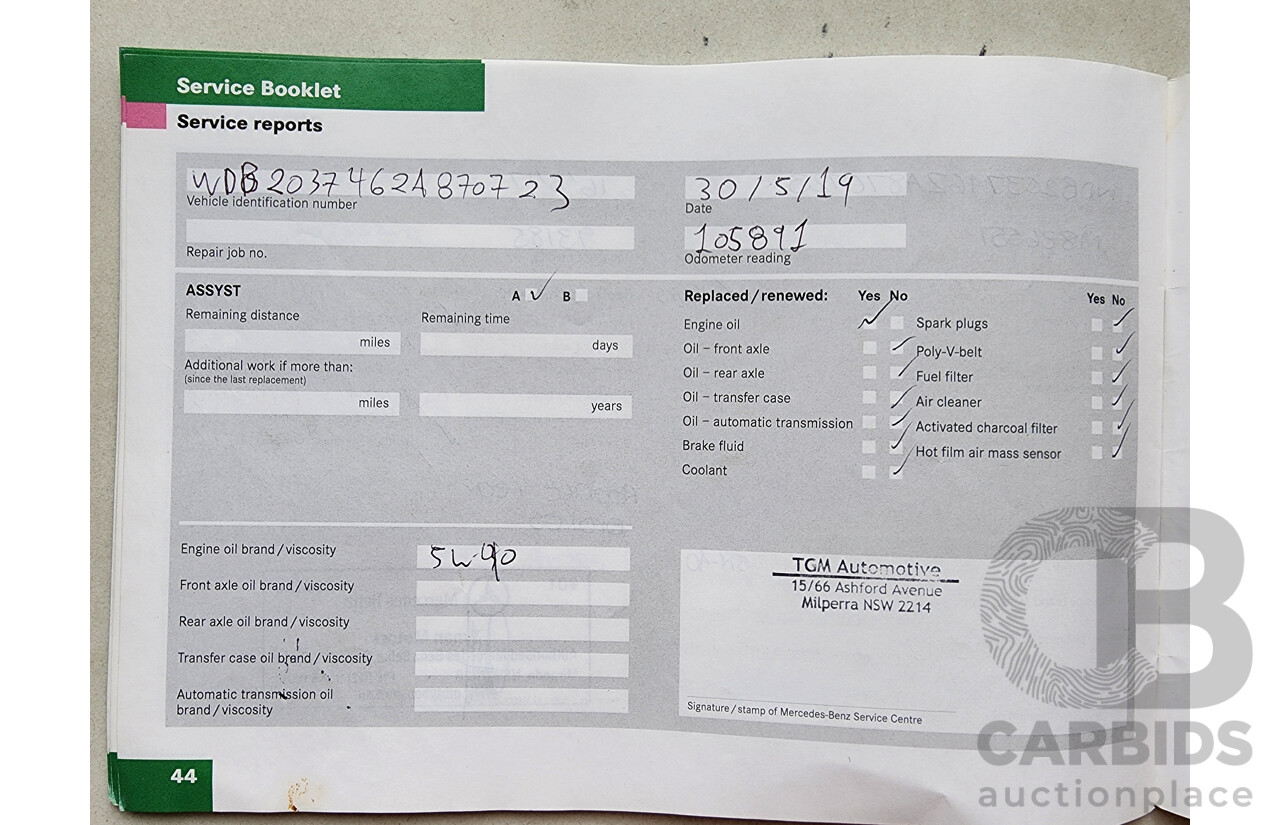 Service Booklet
Service reports
WDB2037462A870723
Vehicle identification number
30/5/19
Date
Repair job no.
105891
Odometer reading
ASSYST
A
B
Remaining distance
Remaining time
miles
days
Additional work if more than:
(since the last replacement)
miles
years
Replaced / renewed: Yes No
Yes No
Engine oil
Oil – front axle
Oil – rear axle
Oil – transfer case
Oil – automatic transmission
Brake fluid
Coolant
Spark plugs
Poly-V-belt
Fuel filter
Air cleaner
Activated charcoal filter
Hot film air mass sensor
Engine oil brand / viscosity
5w40
Front axle oil brand / viscosity
Rear axle oil brand / viscosity
Transfer case oil brand / viscosity
Automatic transmission oil
brand / viscosity
TGM Automotive
15/66 Ashford Avenue
Milperra NSW 2214
Signature / stamp of Mercedes-Benz Service Centre
44
CB
CARBIDS
auctionplace